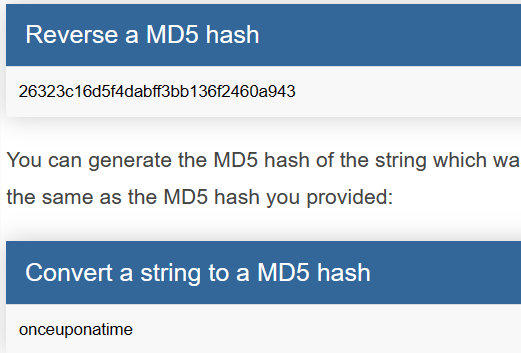 Reverse a MD5 hash
26323c16d5f4dabff3bb136f2460a943
You can generate the MD5 hash of the string which wa
the same as the MD5 hash you provided:
Convert a string to a MD5 hash
onceuponatime